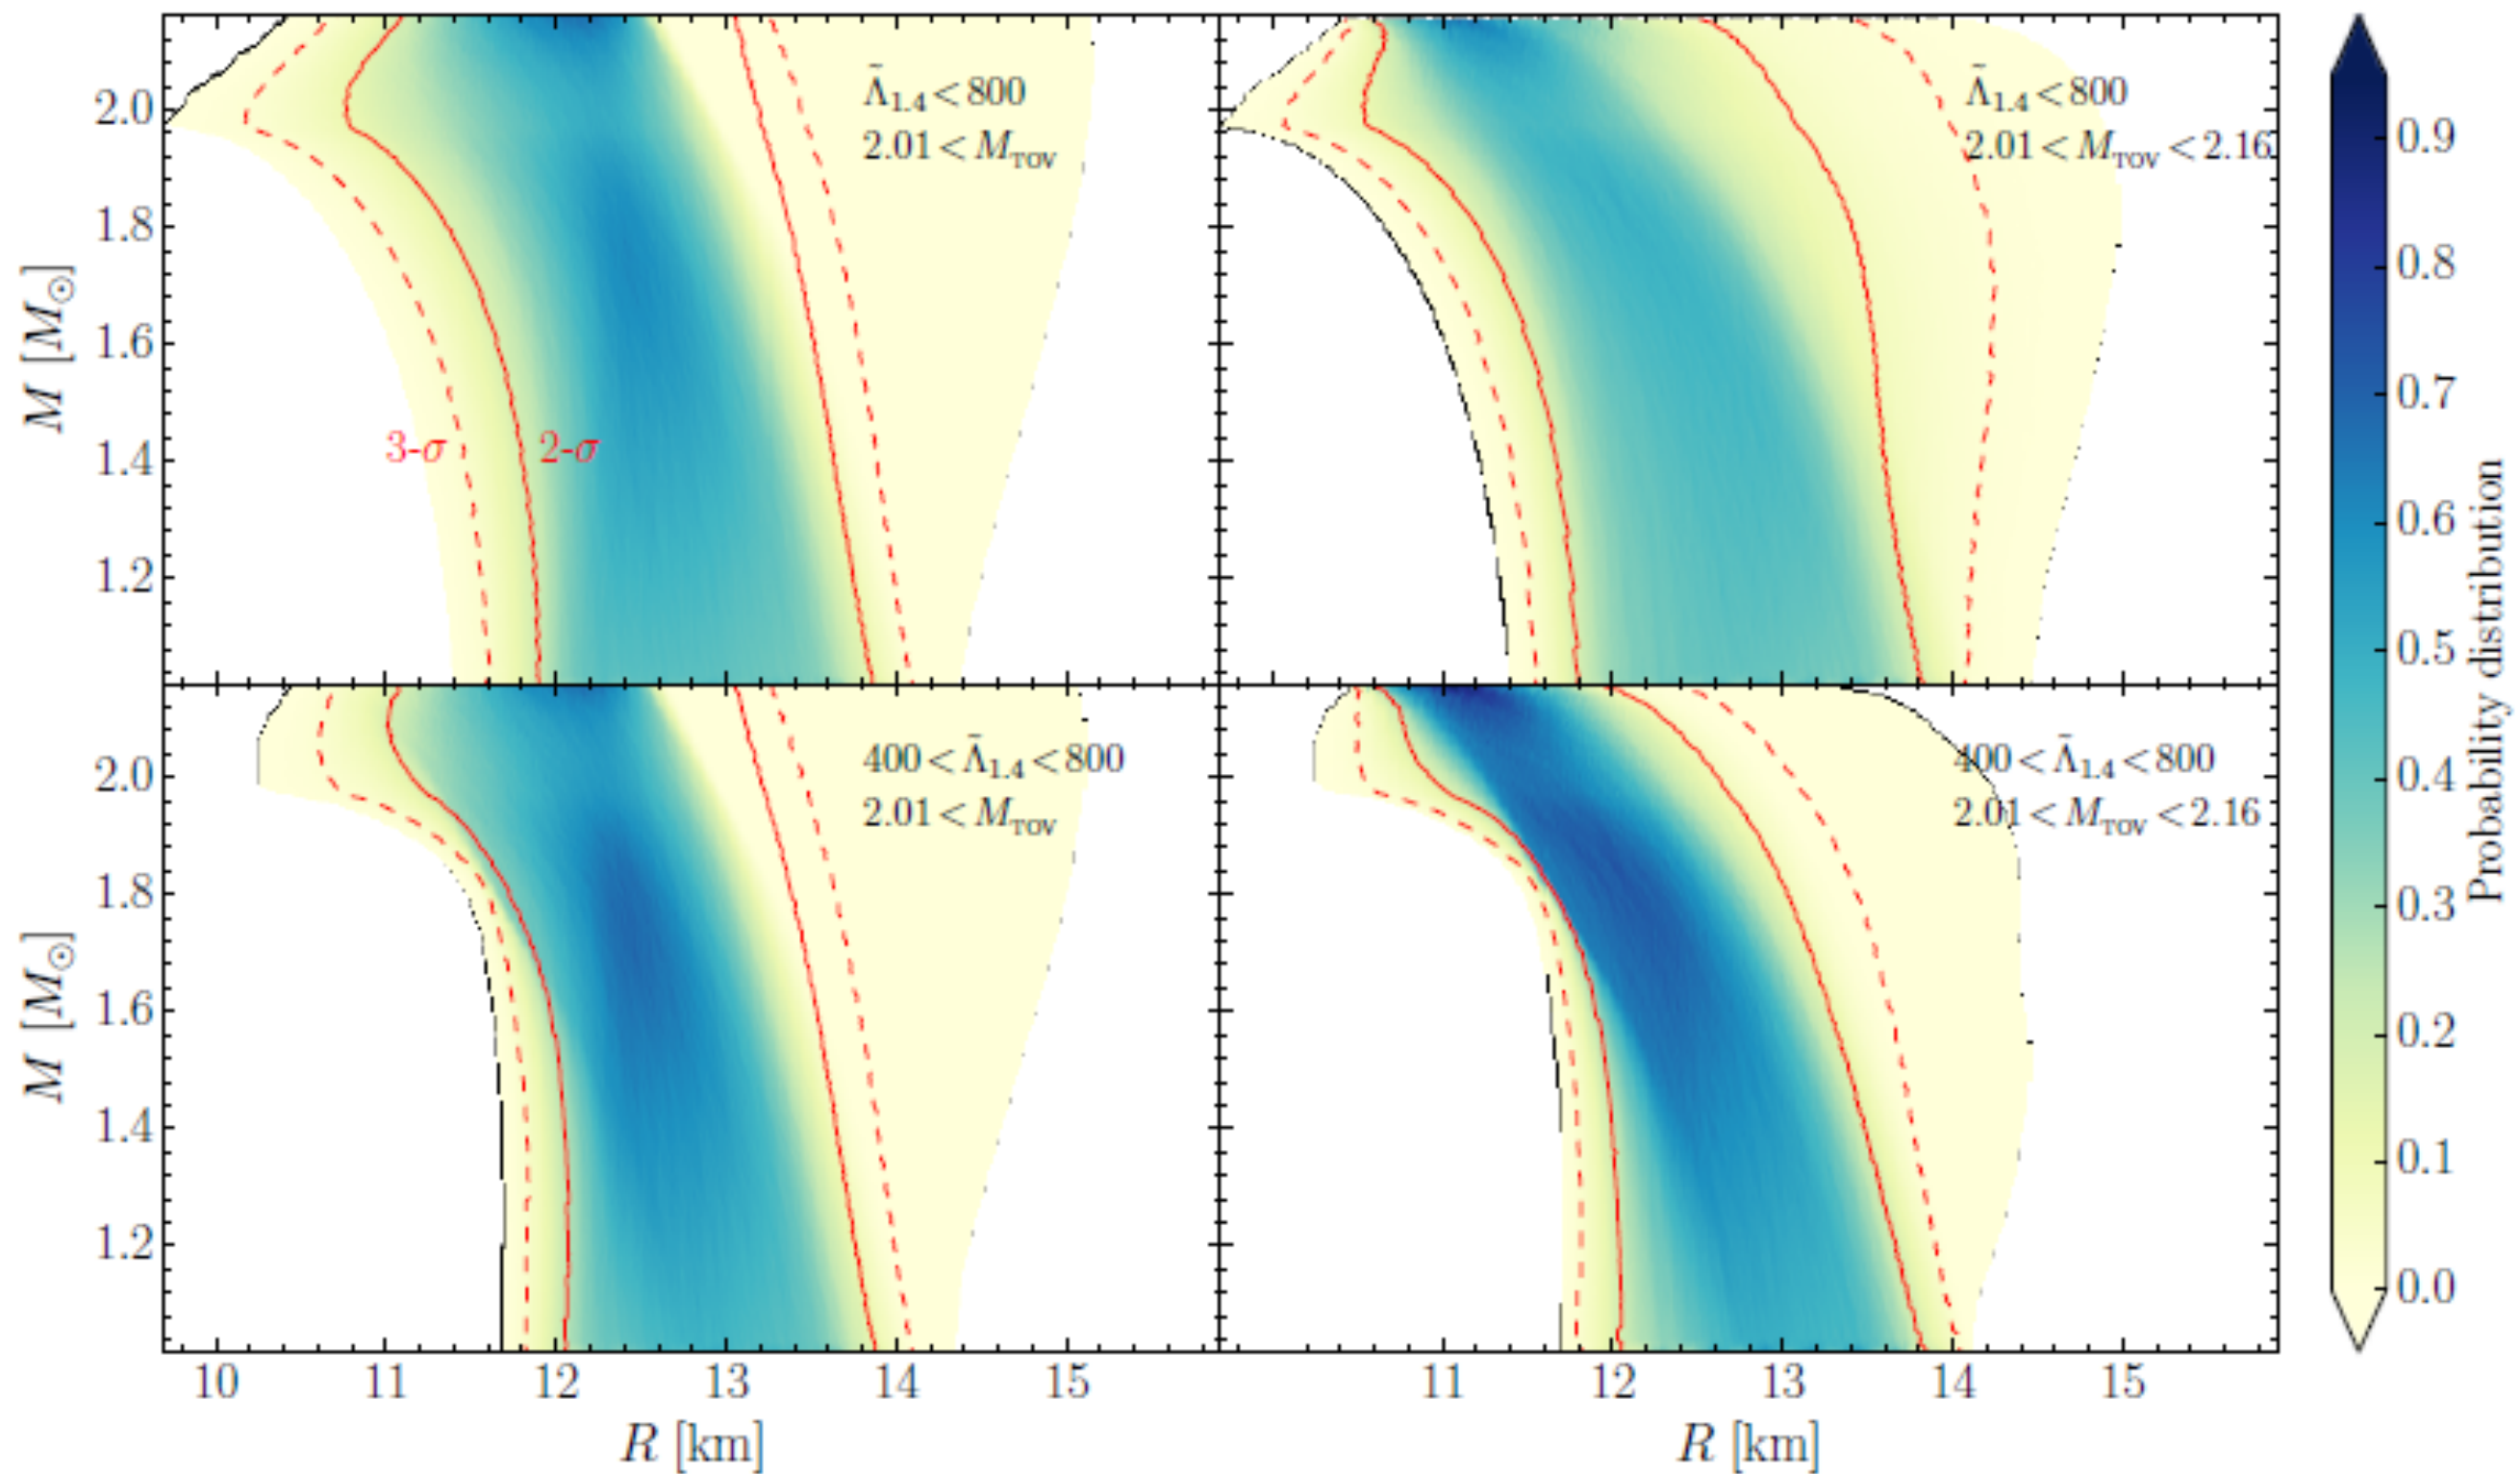 Λ̃₁.₄ < 800
2.01 < M_TOV
Λ̃₁.₄ < 800
2.01 < M_TOV < 2.16
3-σ
2-σ
M [M⊙]
2.0
1.8
1.6
1.4
1.2
400 < Λ̃₁.₄ < 800
2.01 < M_TOV
400 < Λ̃₁.₄ < 800
2.01 < M_TOV < 2.16
M [M⊙]
2.0
1.8
1.6
1.4
1.2
10 11 12 13 14 15
R [km]
11 12 13 14 15
R [km]
0.9
0.8
0.7
0.6
0.5
0.4
0.3
0.2
0.1
0.0
Probability distribution